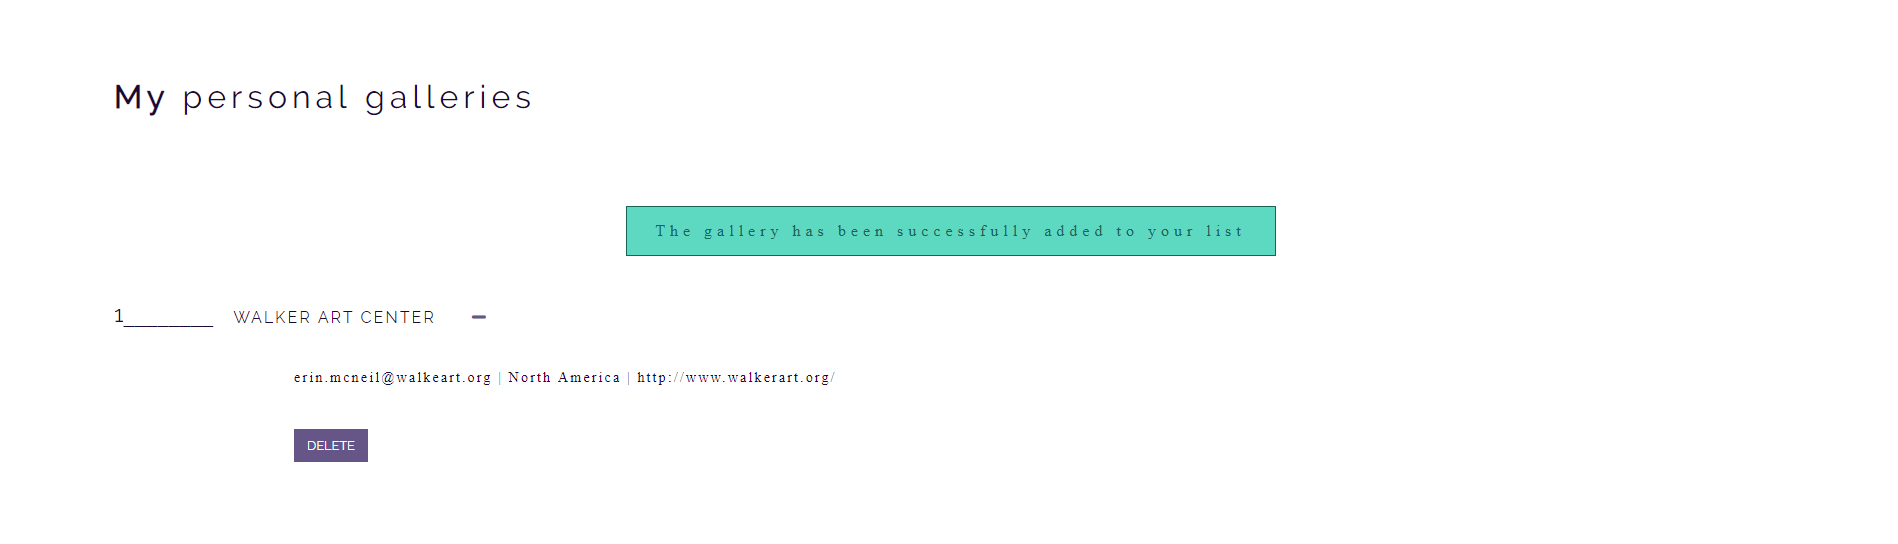 My personal galleries
The gallery has been successfully added to your list
1________ WALKER ART CENTER −
erin.mcneil@walkeart.org | North America | http://www.walkerart.org/
DELETE